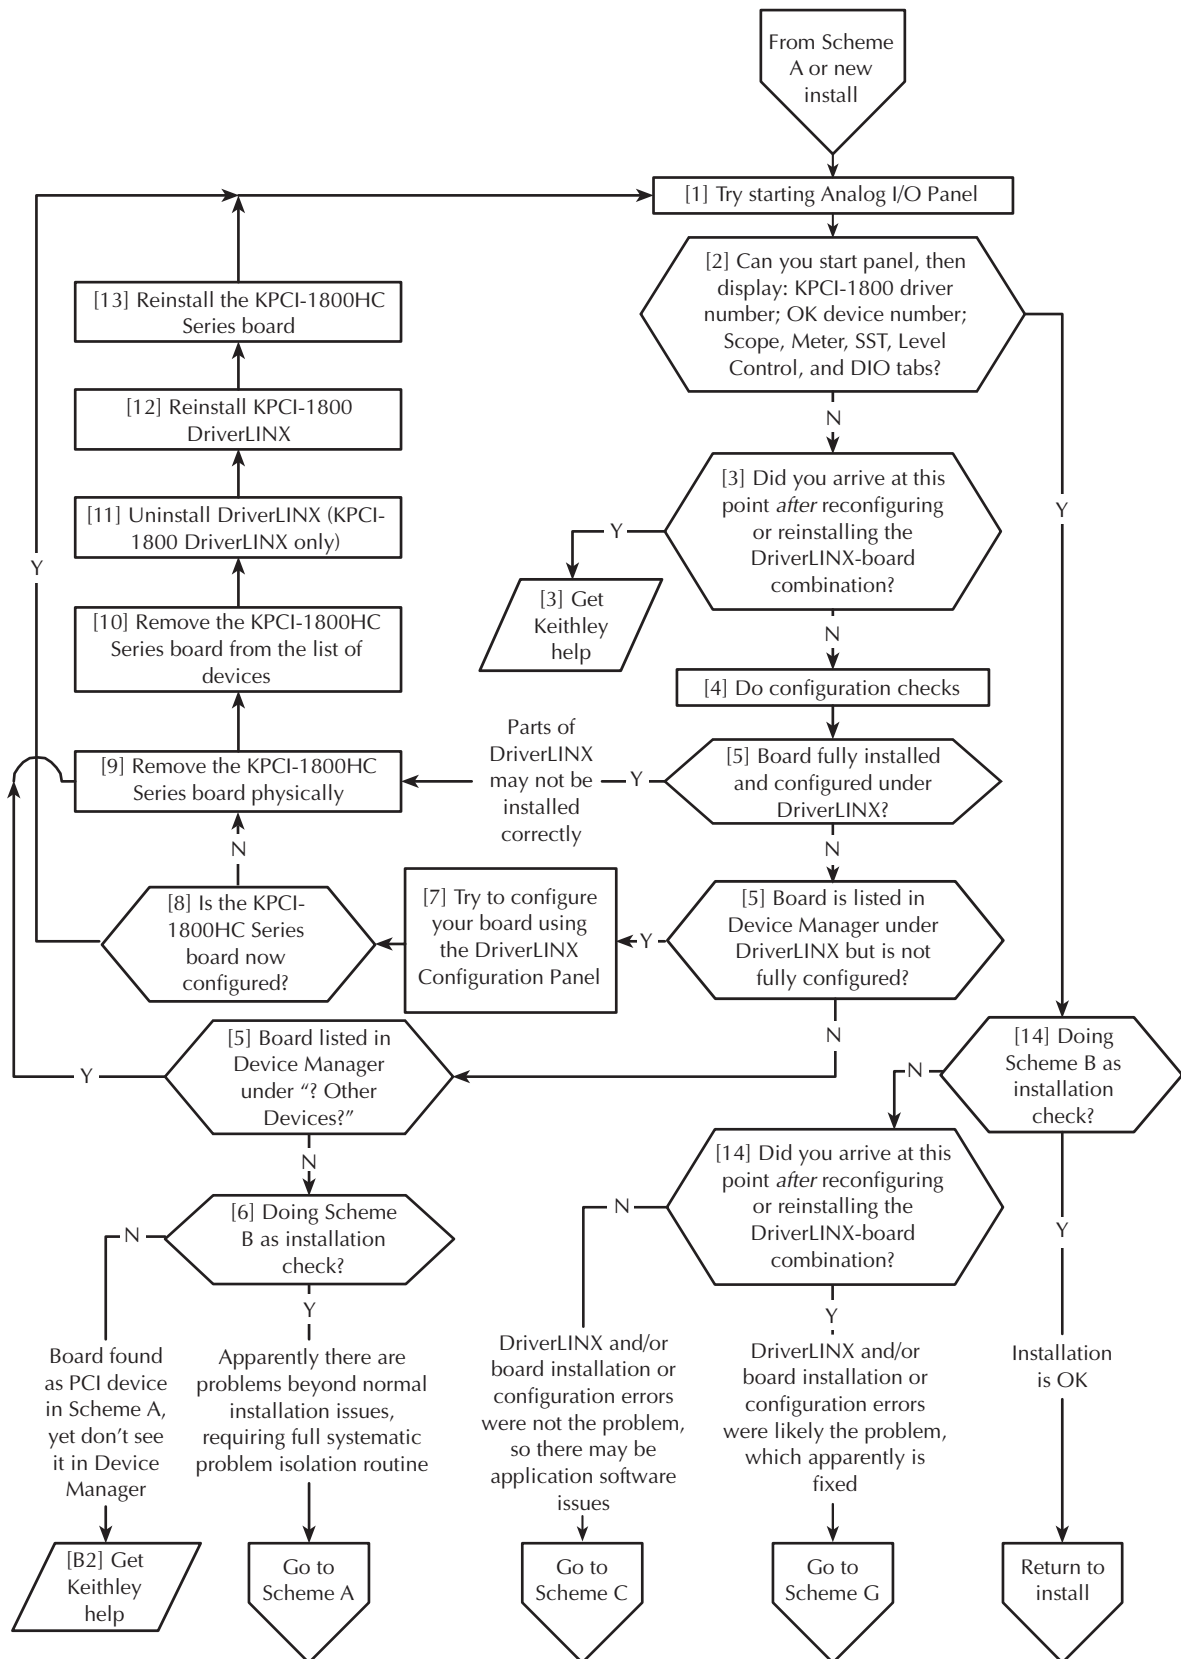 From Scheme
A or new
install
[1] Try starting Analog I/O Panel
[2] Can you start panel, then
display: KPCI-1800 driver
number; OK device number;
Scope, Meter, SST, Level
Control, and DIO tabs?
N
Y
[3] Did you arrive at this
point after reconfiguring
or reinstalling the
DriverLINX-board
combination?
Y
[3] Get
Keithley
help
N
[4] Do configuration checks
[5] Board fully installed
and configured under
DriverLINX?
Y
Parts of
DriverLINX
may not be
installed
correctly
N
[13] Reinstall the KPCI-1800HC
Series board
[12] Reinstall KPCI-1800
DriverLINX
[11] Uninstall DriverLINX (KPCI-
1800 DriverLINX only)
[10] Remove the KPCI-1800HC
Series board from the list of
devices
[9] Remove the KPCI-1800HC
Series board physically
N
Y
[8] Is the KPCI-
1800HC Series
board now
configured?
[7] Try to configure
your board using
the DriverLINX
Configuration Panel
Y
[5] Board is listed in
Device Manager under
DriverLINX but is not
fully configured?
N
[5] Board listed in
Device Manager
under “? Other
Devices?”
Y
N
[6] Doing Scheme
B as installation
check?
N
Board found
as PCI device
in Scheme A,
yet don't see
it in Device
Manager
[B2] Get
Keithley
help
Y
Apparently there are
problems beyond normal
installation issues,
requiring full systematic
problem isolation routine
Go to
Scheme A
[14] Doing
Scheme B as
installation
check?
N
[14] Did you arrive at this
point after reconfiguring
or reinstalling the
DriverLINX-board
combination?
N
DriverLINX and/or
board installation or
configuration errors
were not the problem,
so there may be
application software
issues
Go to
Scheme C
Y
DriverLINX and/or
board installation or
configuration errors
were likely the problem,
which apparently is
fixed
Go to
Scheme G
Y
Installation
is OK
Return to
install